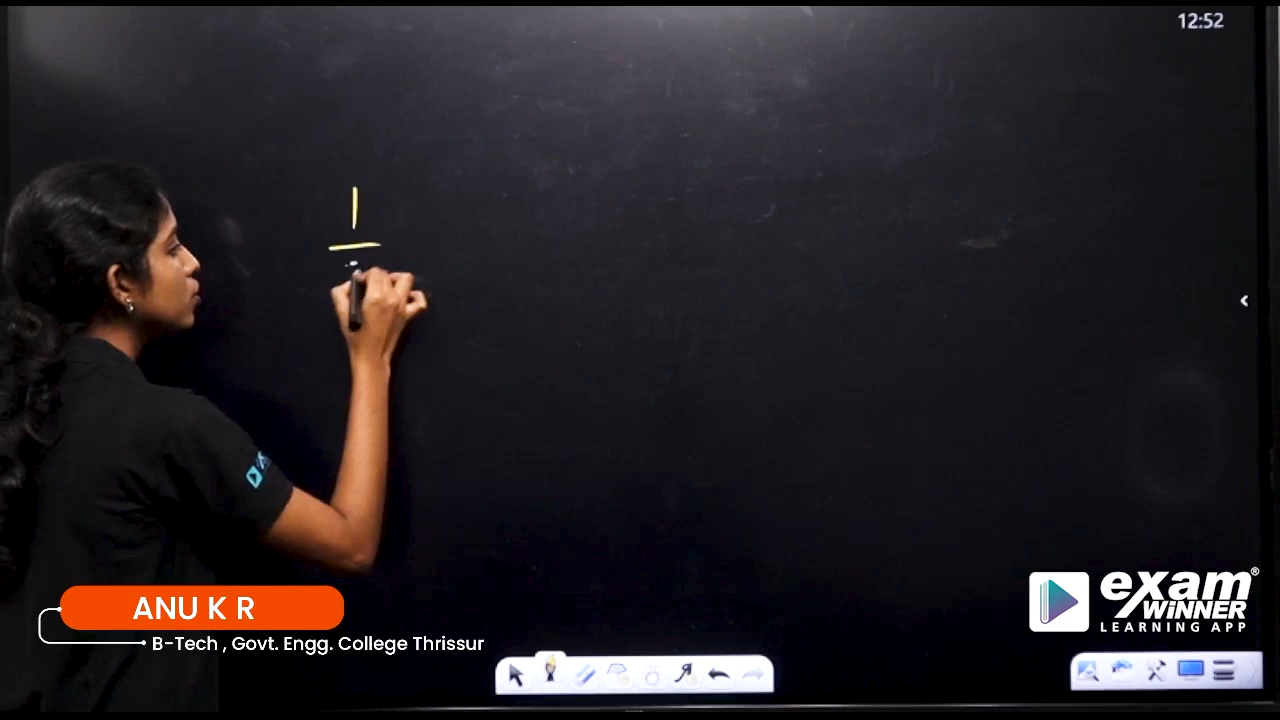 12:52
1
ANU K R
B-Tech , Govt. Engg. College Thrissur
exam®
WINNER
LEARNING APP